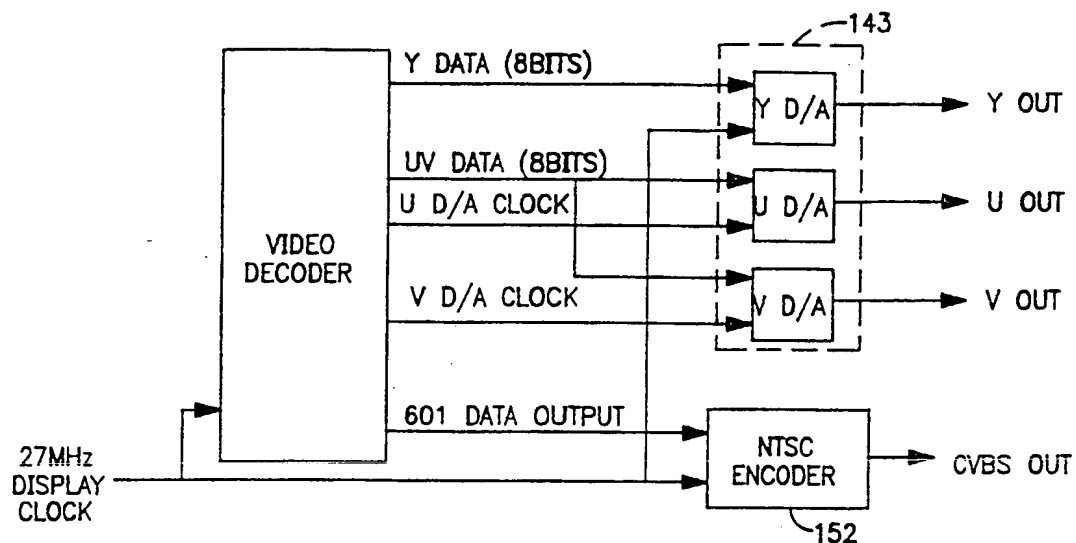 143
Y DATA (8BITS)
Y D/A
Y OUT
UV DATA (8BITS)
U D/A CLOCK
U D/A
U OUT
VIDEO
DECODER
V D/A CLOCK
V D/A
V OUT
601 DATA OUTPUT
27MHz
DISPLAY
CLOCK
NTSC
ENCODER
CVBS OUT
152